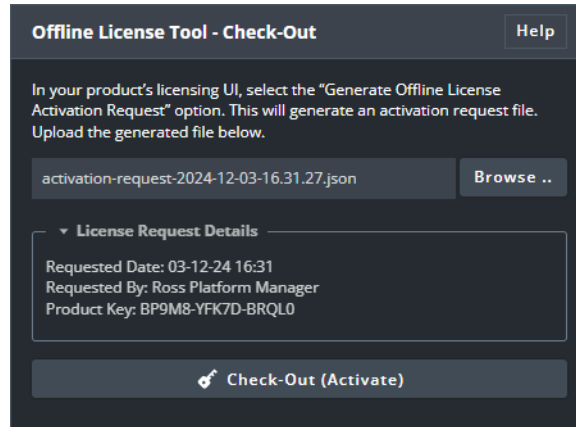 Offline License Tool - Check-Out
Help
In your product's licensing UI, select the “Generate Offline License
Activation Request” option. This will generate an activation request file.
Upload the generated file below.
activation-request-2024-12-03-16.31.27.json
Browse ..
License Request Details
Requested Date: 03-12-24 16:31
Requested By: Ross Platform Manager
Product Key: BP9M8-YFK7D-BRQL0
Check-Out (Activate)